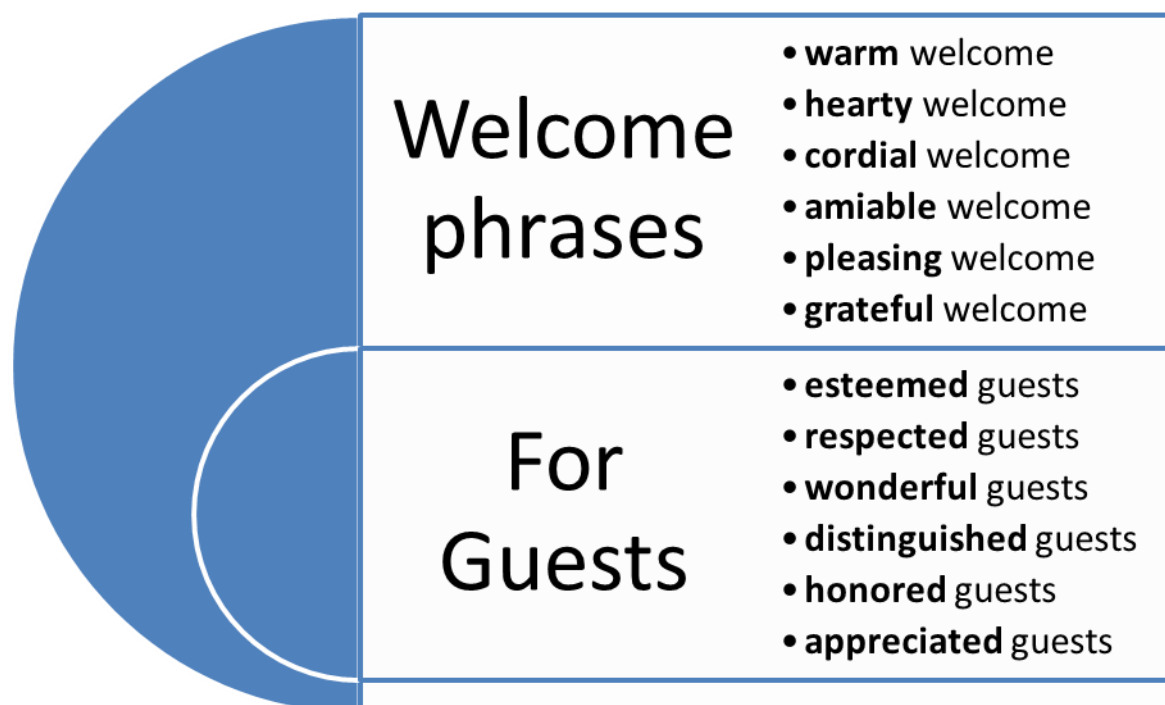 Welcome
phrases
• warm welcome
• hearty welcome
• cordial welcome
• amiable welcome
• pleasing welcome
• grateful welcome
For
Guests
• esteemed guests
• respected guests
• wonderful guests
• distinguished guests
• honored guests
• appreciated guests